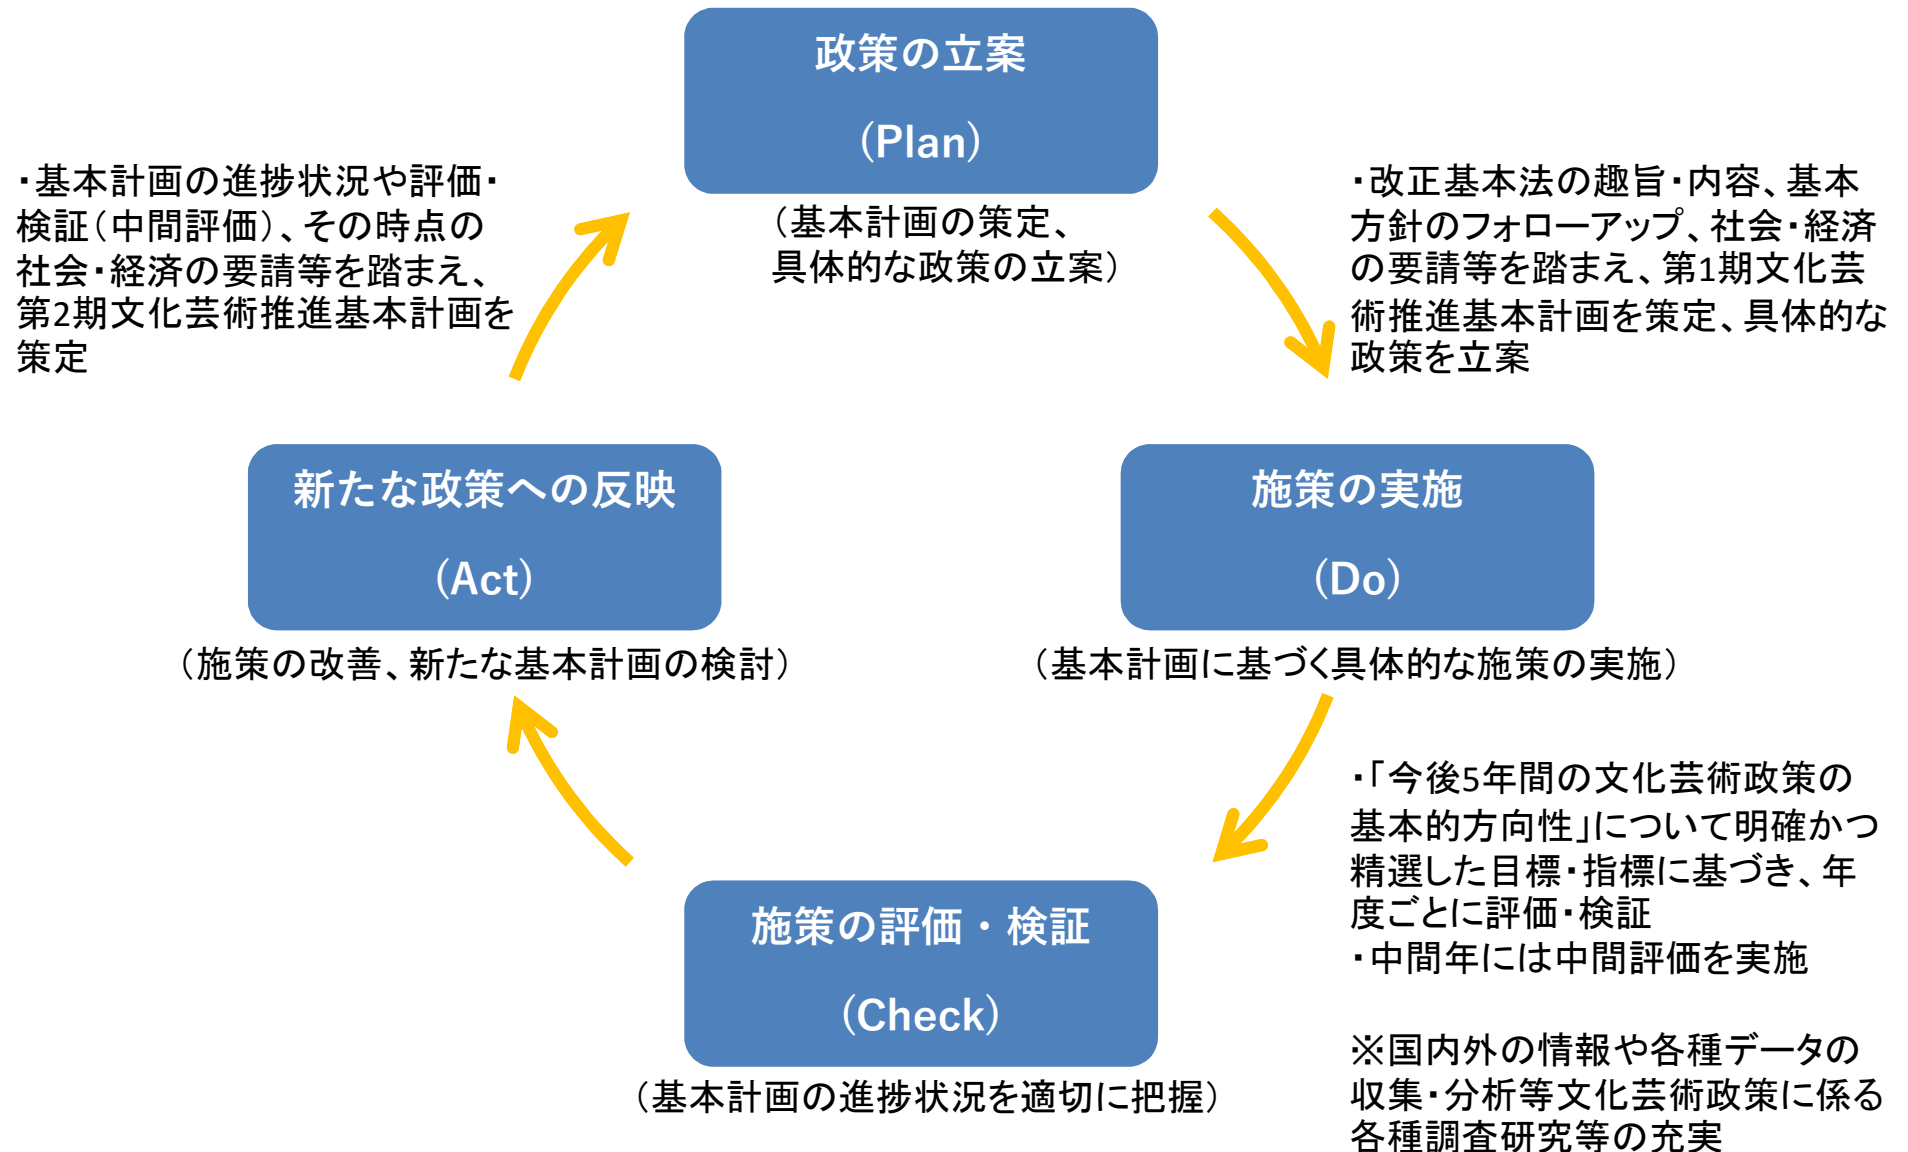 政策の立案
(Plan)
（基本計画の策定、
具体的な政策の立案）
・改正基本法の趣旨・内容、基本
方針のフォローアップ、社会・経済
の要請等を踏まえ、第1期文化芸
術推進基本計画を策定、具体的な
政策を立案
施策の実施
(Do)
（基本計画に基づく具体的な施策の実施）
・「今後5年間の文化芸術政策の
基本的方向性」について明確かつ
精選した目標・指標に基づき、年
度ごとに評価・検証
・中間年には中間評価を実施
※国内外の情報や各種データの
収集・分析等文化芸術政策に係る
各種調査研究等の充実
施策の評価・検証
(Check)
（基本計画の進捗状況を適切に把握）
新たな政策への反映
(Act)
（施策の改善、新たな基本計画の検討）
・基本計画の進捗状況や評価・
検証（中間評価）、その時点の
社会・経済の要請等を踏まえ、
第2期文化芸術推進基本計画を
策定